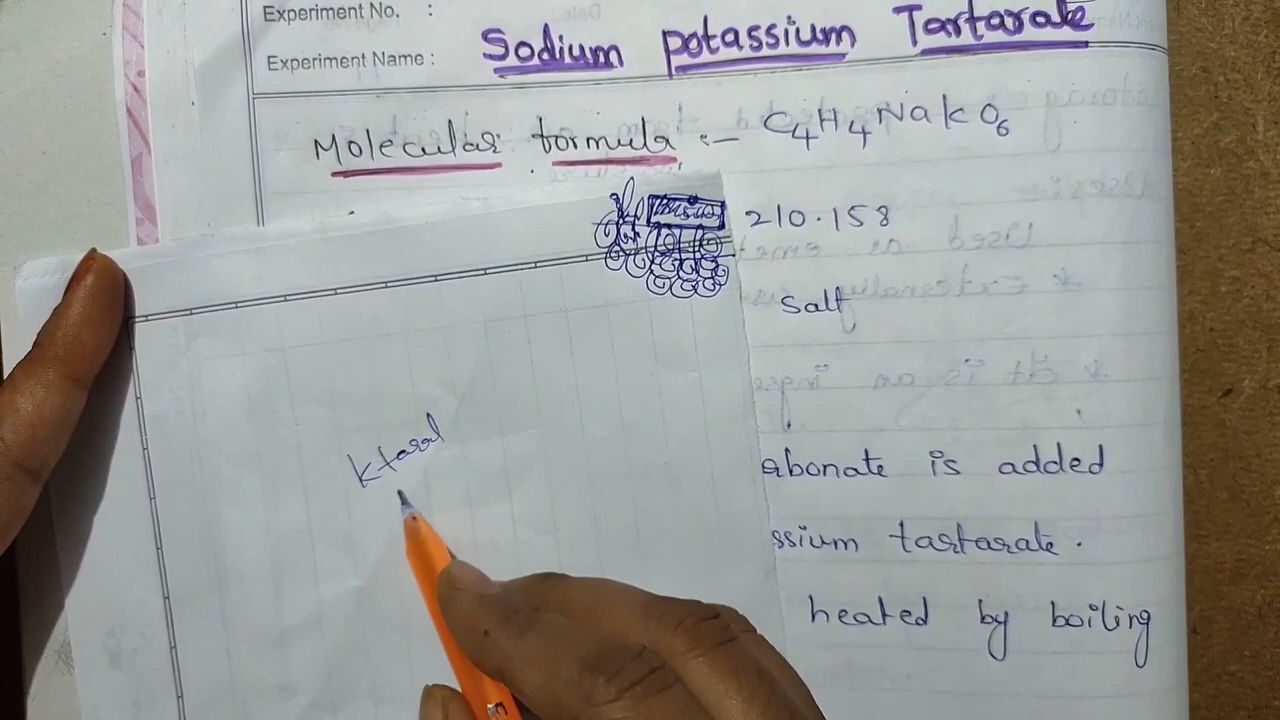 Experiment No. :
Experiment Name : Sodium potassium Tartarate
Molecular formula :- C4H4NaKO6
210.158
Salt
abonate is added
ssium tartarate.
heated by boiling